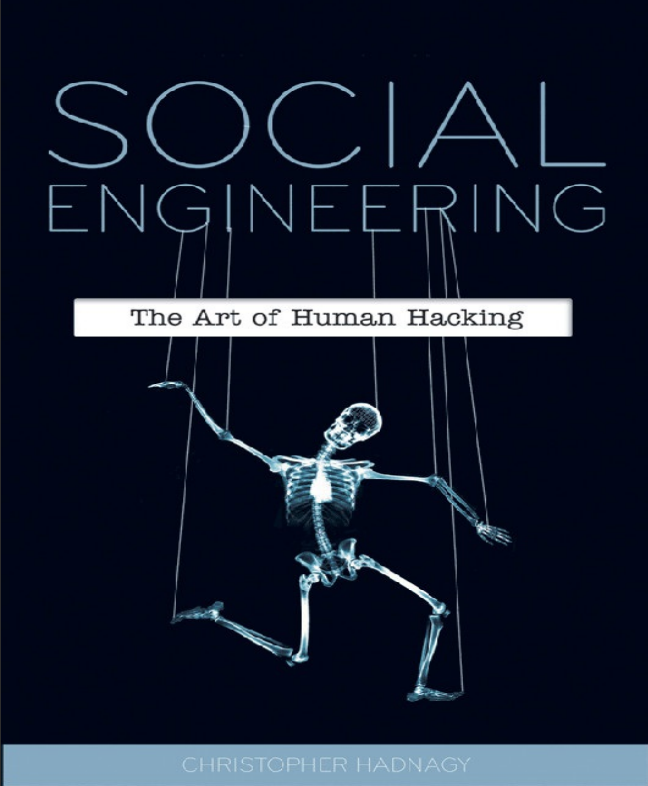 SOCIAL
ENGINEERING
The Art of Human Hacking
CHRISTOPHER HADNAGY